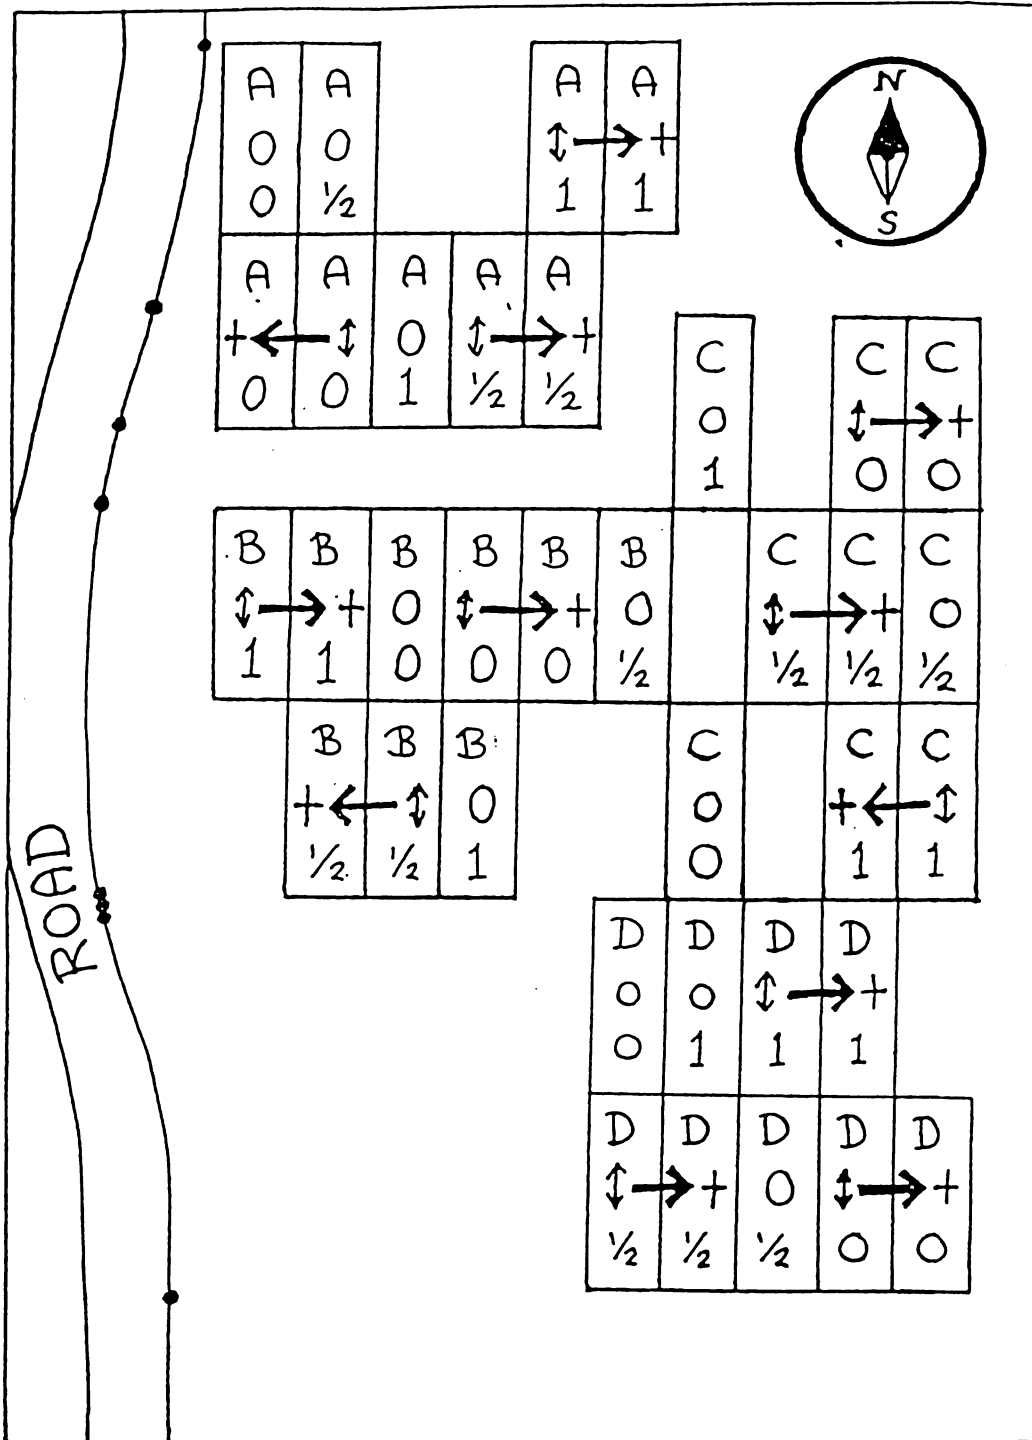 A A A A
0 0 ↕ → +
0 ½ 1 1
N
S
A A A A A
+ ← ↕ 0 ↕ → +
0 0 1 ½ ½
C C C
0 ↕ → +
1 0 0
B B B B B B C C C
↕ → + 0 ↕ → + 0 ↕ → + 0
1 1 0 0 0 ½ ½ ½ ½
B B B C C C
+ ← ↕ 0 0 + ← ↕
½ ½ 1 0 1 1
ROAD
D D D D
0 0 ↕ → +
0 1 1 1
D D D D D
↕ → + 0 ↕ → +
½ ½ ½ 0 0